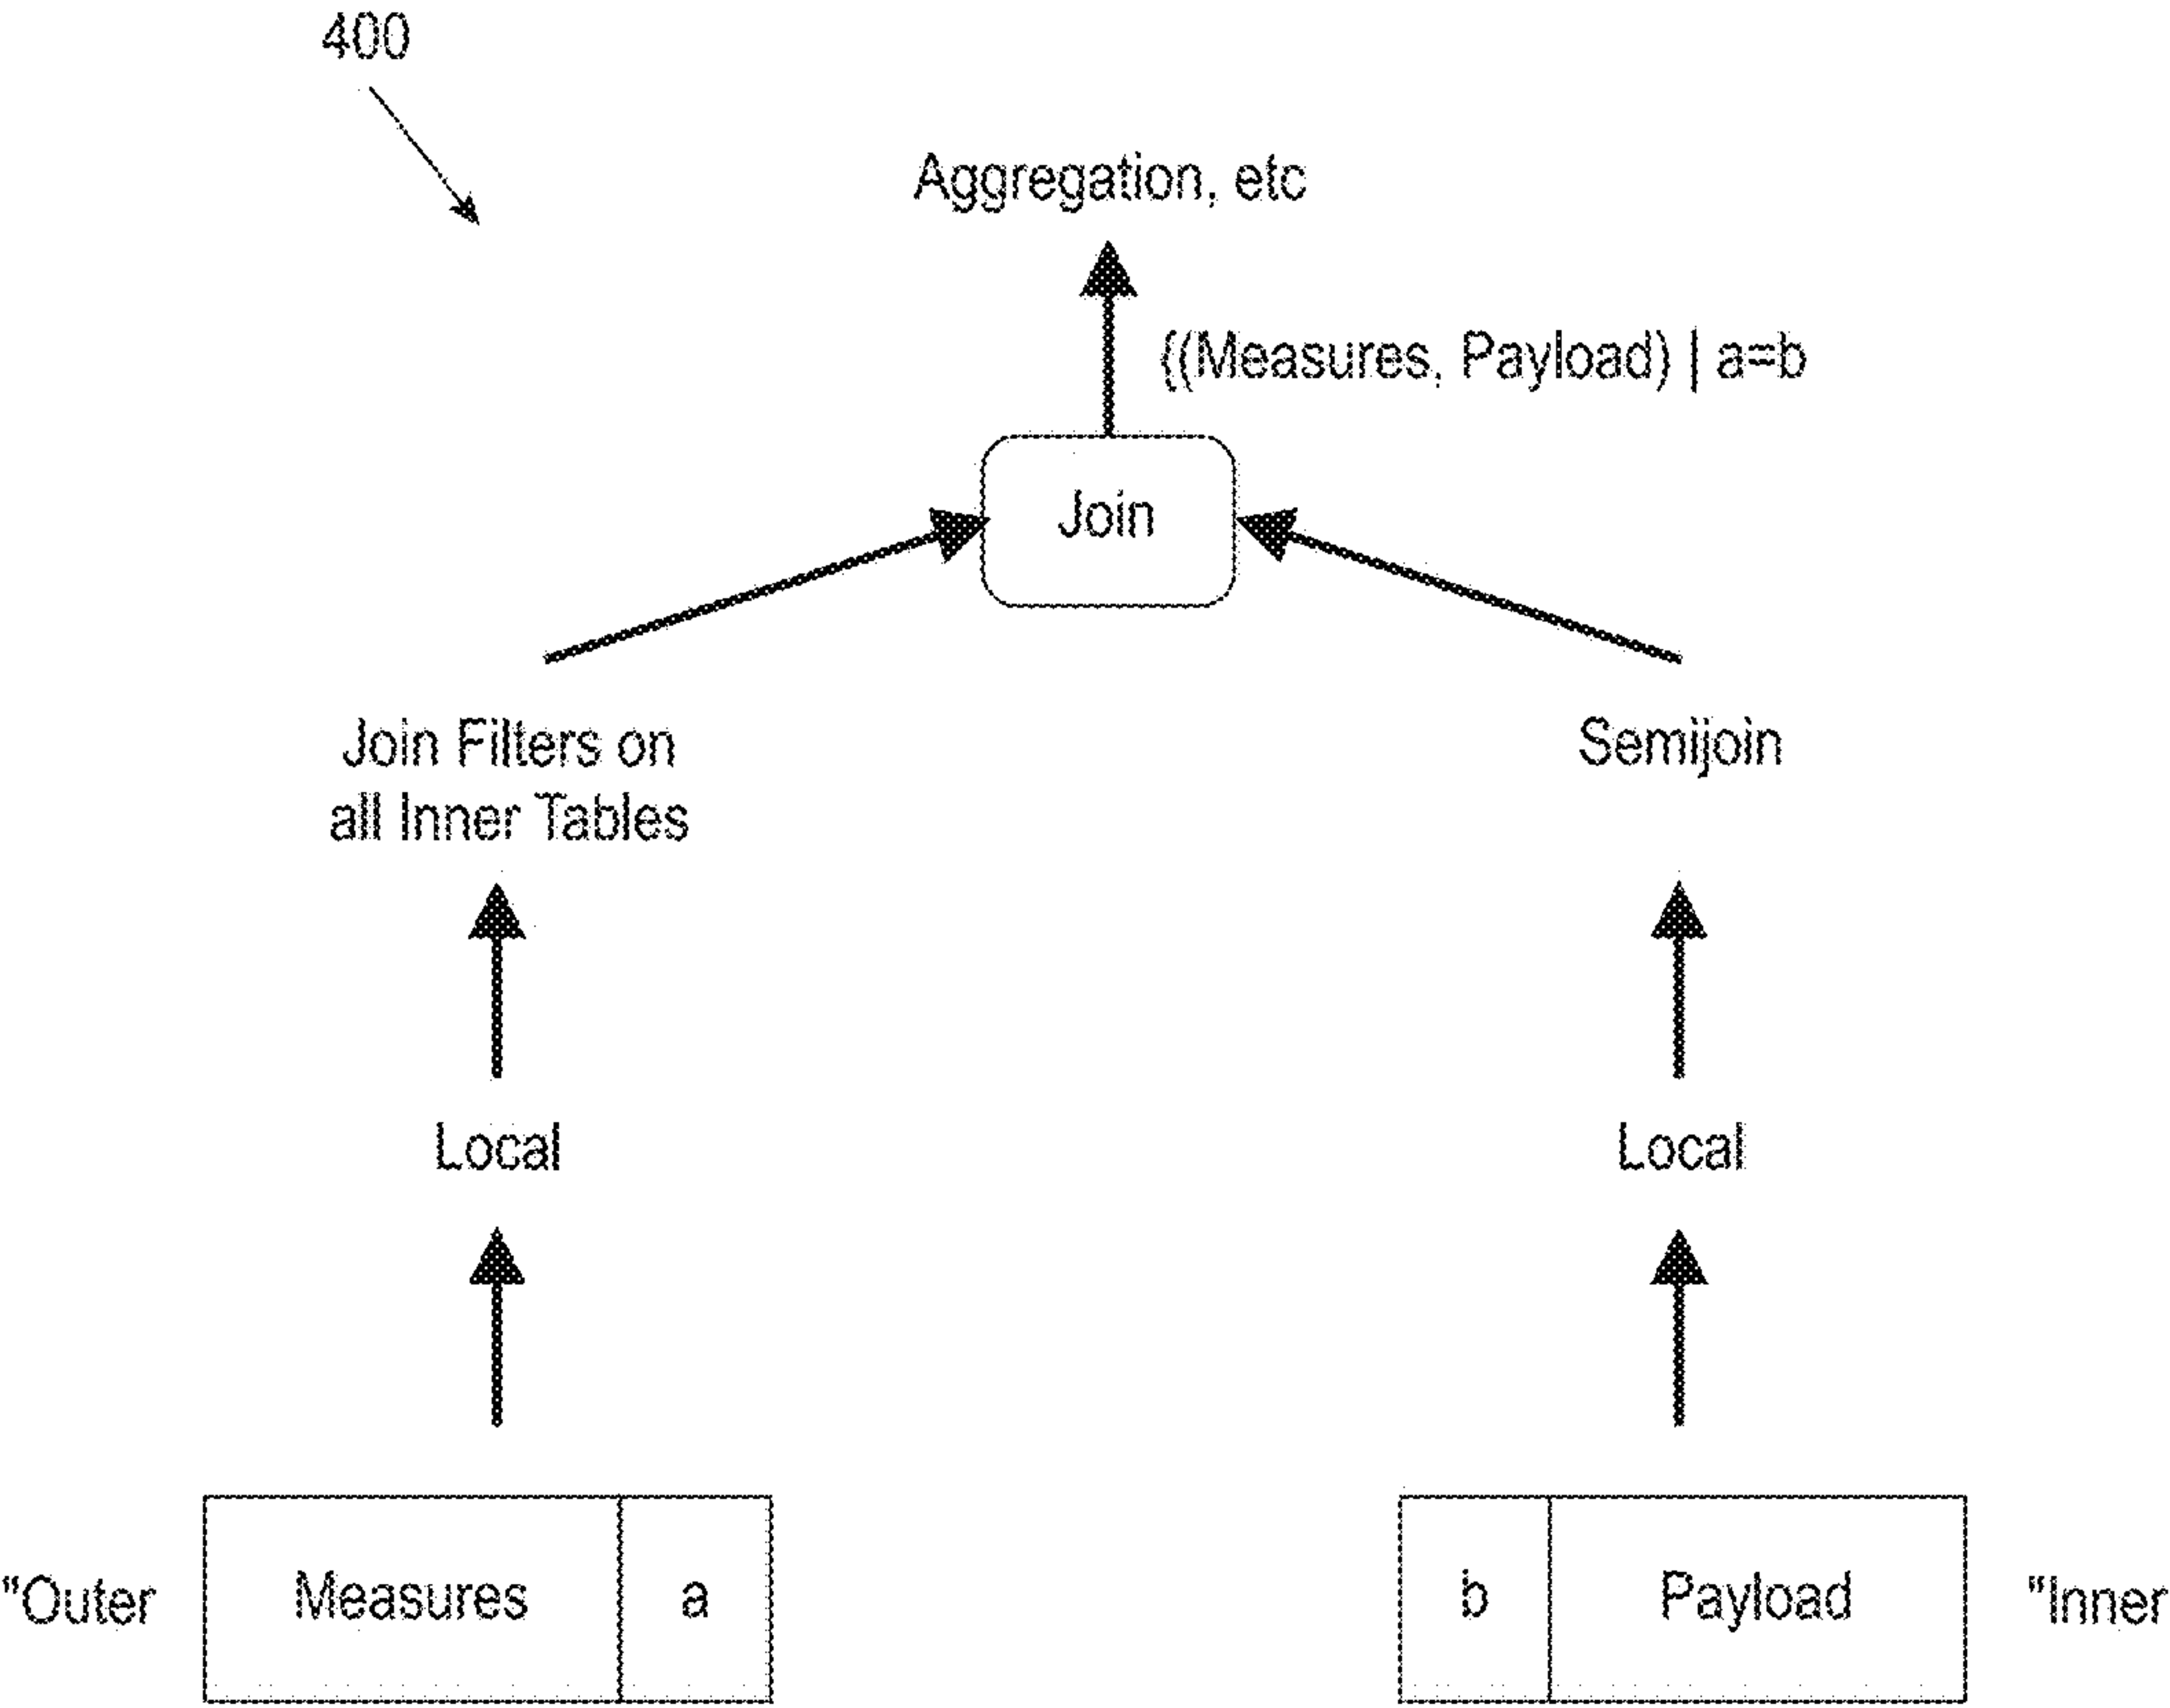 400
Aggregation, etc
{(Measures, Payload) | a=b
Join
Join Filters on
all Inner Tables
Semijoin
Local
Local
"Outer
Measures
a
b
Payload
"Inner